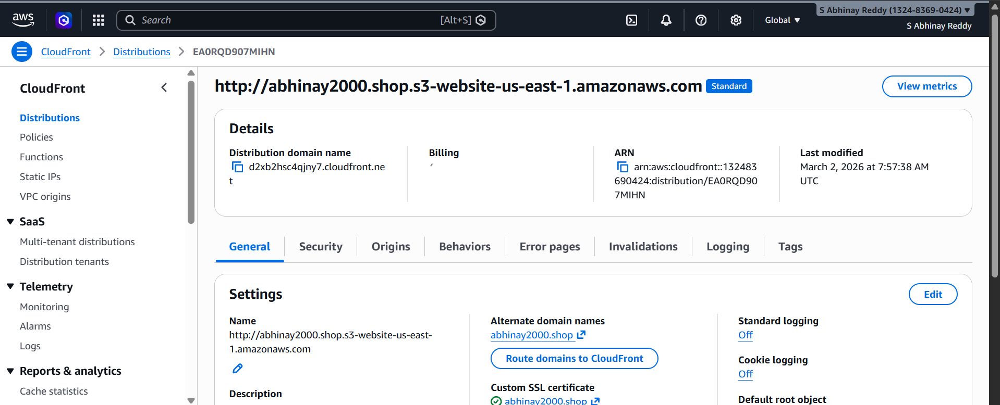 aws
Search
[Alt+S]
Global
S Abhinay Reddy (1324-8369-0424)
S Abhinay Reddy
CloudFront
Distributions
EA0RQD907MIHN
CloudFront
Distributions
Policies
Functions
Static IPs
VPC origins
SaaS
Multi-tenant distributions
Distribution tenants
Telemetry
Monitoring
Alarms
Logs
Reports & analytics
Cache statistics
http://abhinay2000.shop.s3-website-us-east-1.amazonaws.com
Standard
View metrics
Details
Distribution domain name
d2xb2hsc4qjny7.cloudfront.ne
t
Billing
ARN
arn:aws:cloudfront::132483
690424:distribution/EA0RQD90
7MIHN
Last modified
March 2, 2026 at 7:57:38 AM
UTC
General
Security
Origins
Behaviors
Error pages
Invalidations
Logging
Tags
Settings
Edit
Name
http://abhinay2000.shop.s3-website-us-east-
1.amazonaws.com
Description
Alternate domain names
abhinay2000.shop
Route domains to CloudFront
Custom SSL certificate
abhinay2000.shop
Standard logging
Off
Cookie logging
Off
Default root object